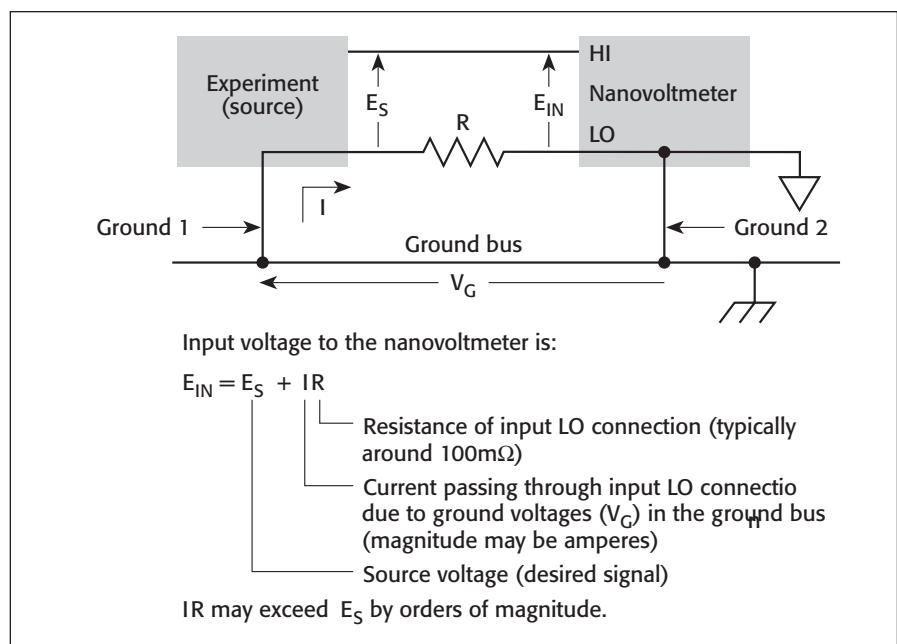 Experiment
(source)
HI
Nanovoltmeter
LO
E_S
E_IN
R
I
Ground 1
Ground 2
Ground bus
V_G
Input voltage to the nanovoltmeter is:
E_IN = E_S + IR
Resistance of input LO connection (typically
around 100mΩ)
Current passing through input LO connectio
due to ground voltages (V_G) in the ground bus
n
(magnitude may be amperes)
Source voltage (desired signal)
IR may exceed E_S by orders of magnitude.